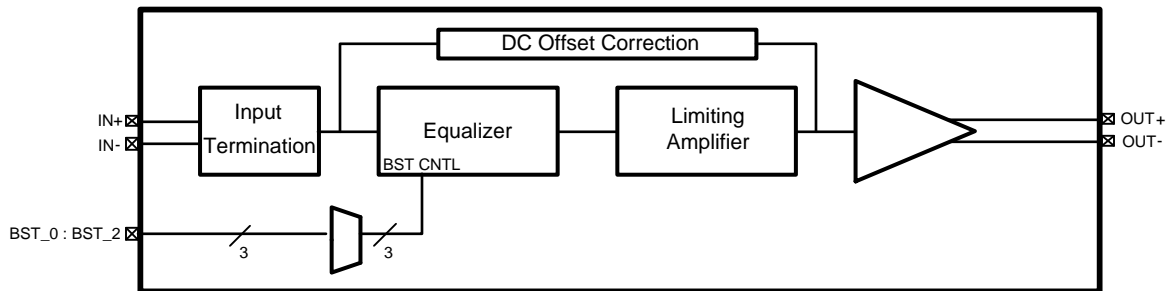 DC Offset Correction
IN+
IN-
Input
Termination
Equalizer
BST CNTL
Limiting
Amplifier
OUT+
OUT-
BST_0 : BST_2
3
3